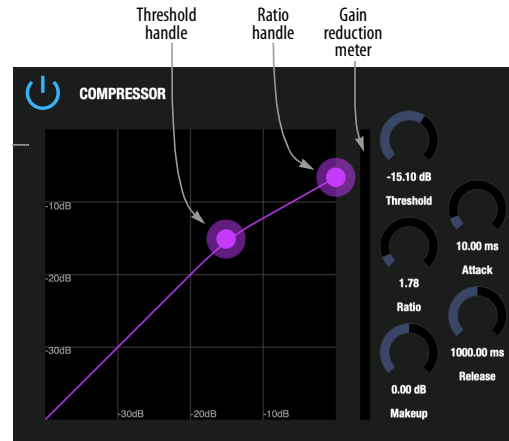 Threshold
handle
Ratio
handle
Gain
reduction
meter
COMPRESSOR
-10dB
-20dB
-30dB
-30dB
-20dB
-10dB
-15.10 dB
Threshold
10.00 ms
Attack
1.78
Ratio
1000.00 ms
Release
0.00 dB
Makeup